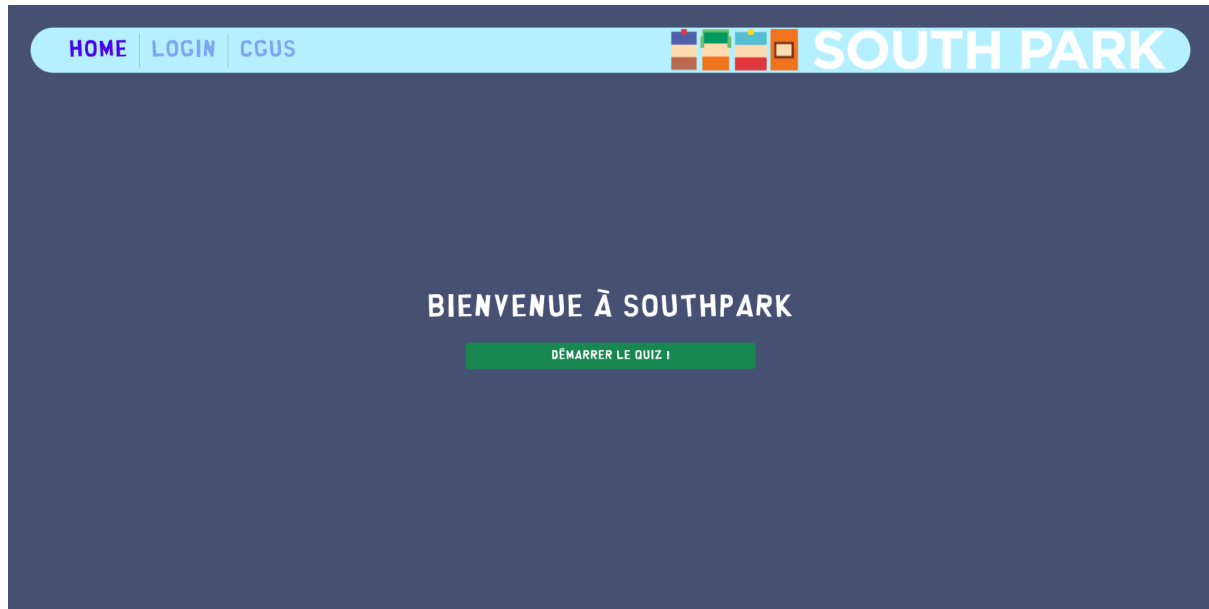 HOME LOGIN CGUS
SOUTH PARK
BIENVENUE À SOUTHPARK
DÉMARRER LE QUIZ !